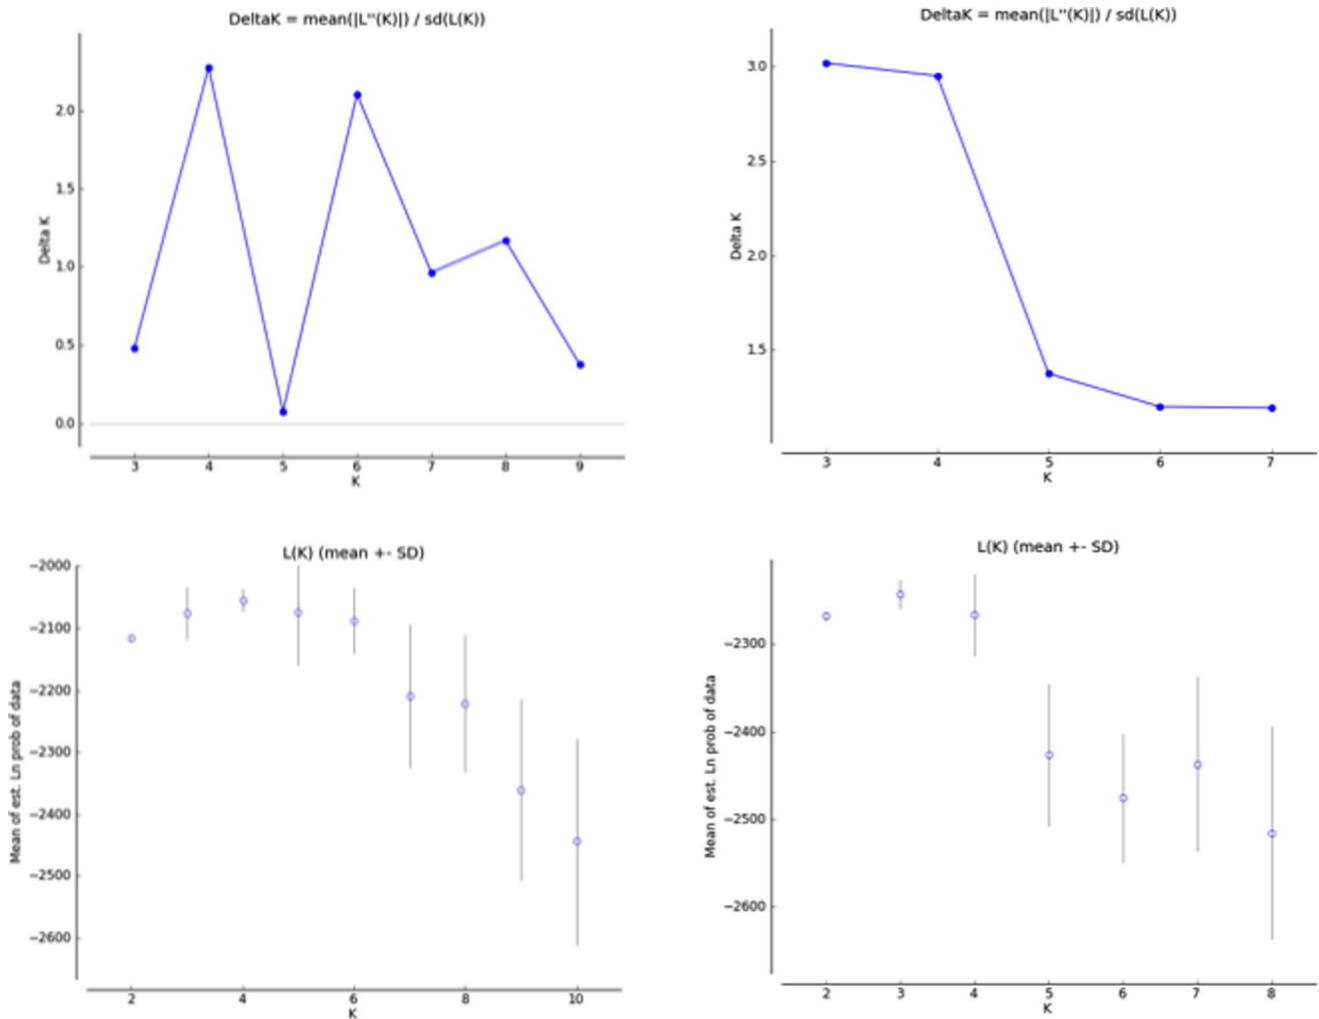 DeltaK = mean(|L''(K)|) / sd(L(K))
Delta K
2.0
1.5
1.0
0.5
0.0
3 4 5 6 7 8 9
K
DeltaK = mean(|L''(K)|) / sd(L(K))
Delta K
3.0
2.5
2.0
1.5
3 4 5 6 7
K
L(K) (mean +- SD)
Mean of est. Ln prob of data
−2000
−2100
−2200
−2300
−2400
−2500
−2600
2 4 6 8 10
K
L(K) (mean +- SD)
Mean of est. Ln prob of data
−2300
−2400
−2500
−2600
2 3 4 5 6 7 8
K